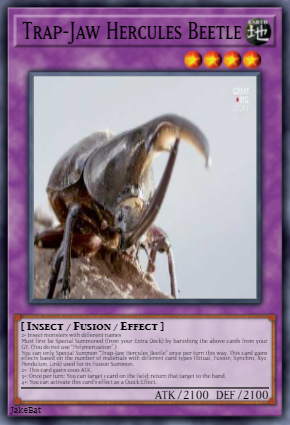 Trap-Jaw Hercules Beetle
EARTH
地
[ Insect / Fusion / Effect ]
2+ Insect monsters with different names
Must first be Special Summoned (from your Extra Deck) by banishing the above cards from your
GY. (You do not use "Polymerization".)
You can only Special Summon "Trap-Jaw Hercules Beetle" once per turn this way. This card gains
effects based on the number of materials with different card types (Ritual, Fusion, Synchro, Xyz,
Pendulum, Link) used for its Fusion Summon.
2+ This card gains 1000 ATK.
3+ Once per turn: You can target 1 card on the field; return that target to the hand.
4+ You can activate this card's effect as a Quick Effect.
ATK / 2100 DEF / 2100
JakeBat